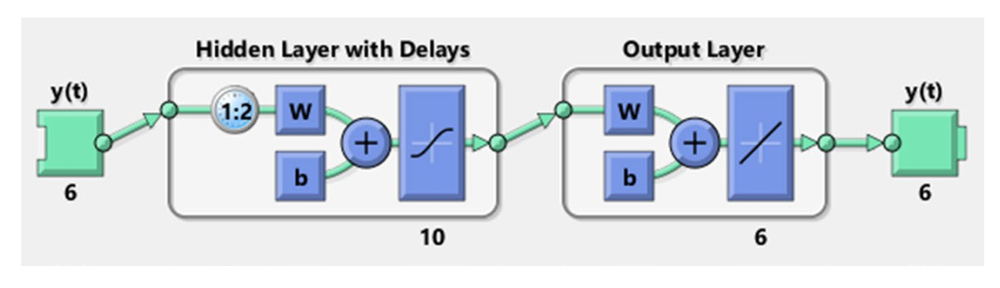 Hidden Layer with Delays
Output Layer
y(t)
y(t)
1:2
W
W
+
+
b
b
6
6
10
6